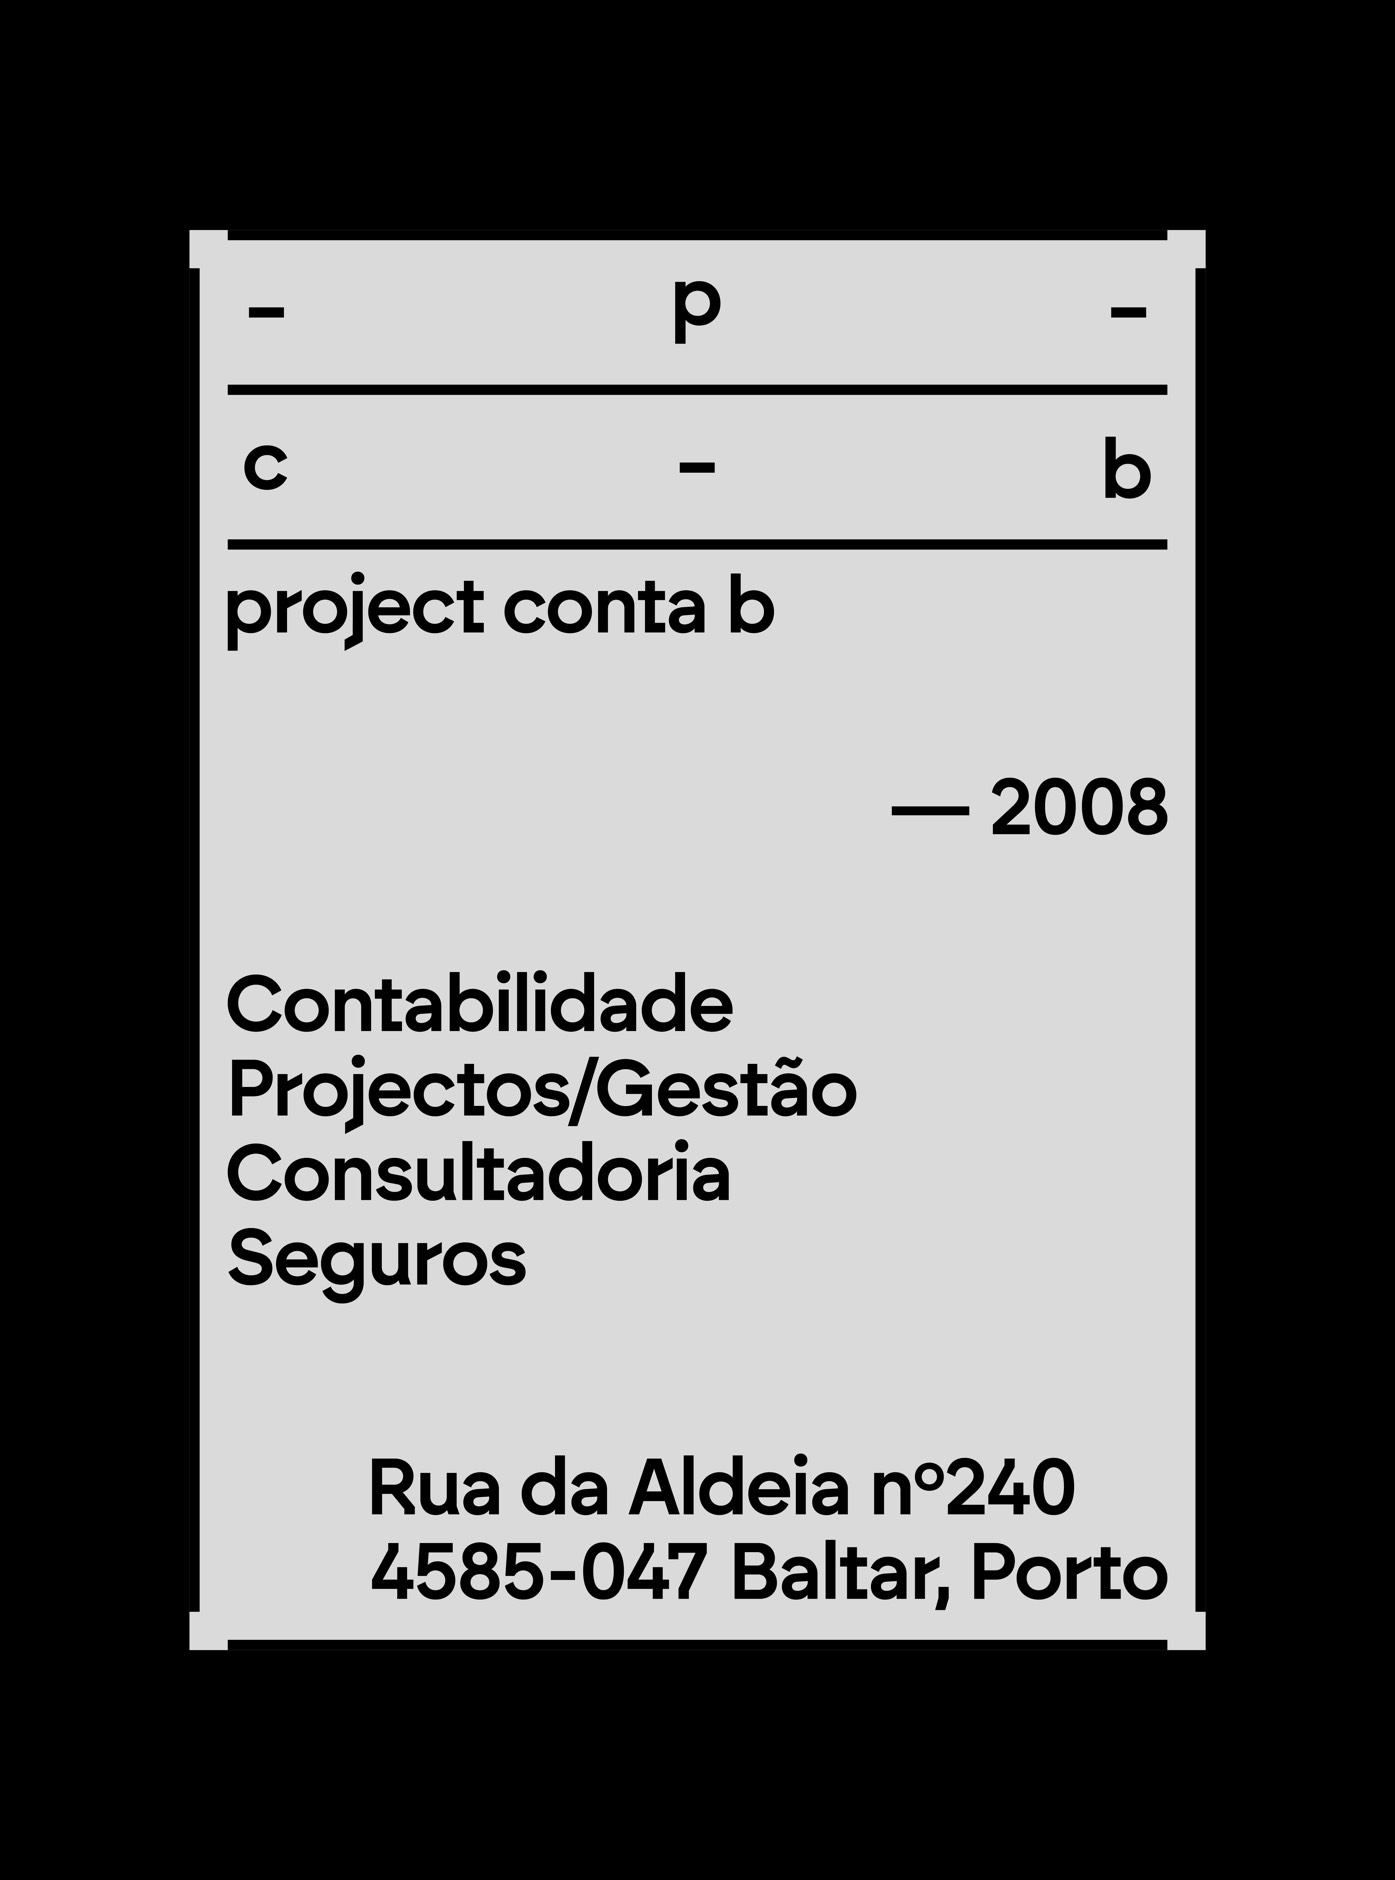 - p -
c - b
project conta b
— 2008
Contabilidade
Projectos/Gestão
Consultadoria
Seguros
Rua da Aldeia nº240
4585-047 Baltar, Porto